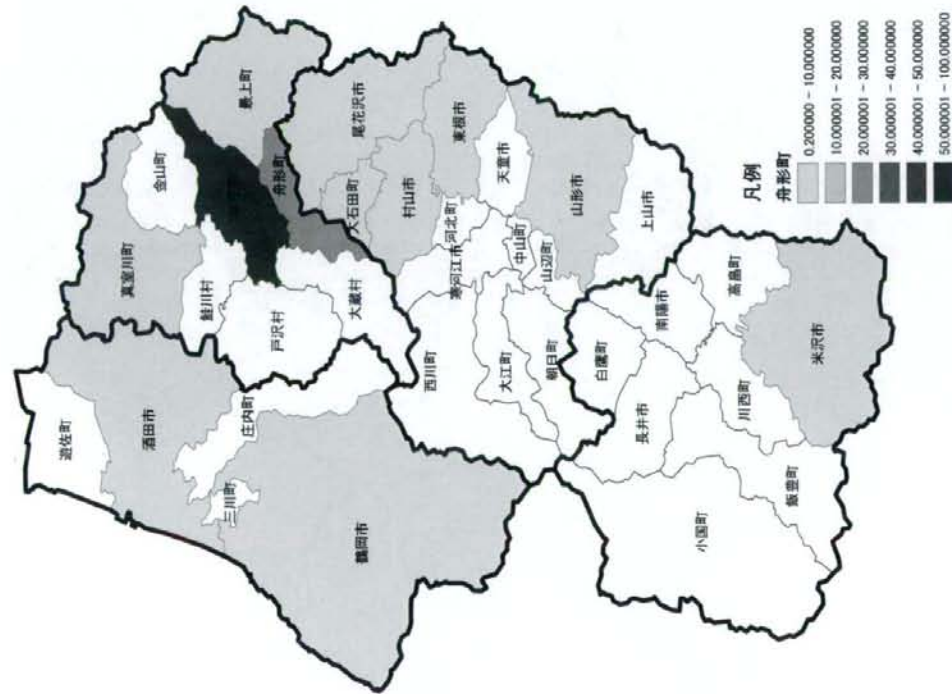 遊佐町
酒田市
真室川町
金山町
最上町
鮭川村
舟形町
戸沢村
大蔵村
庄内町
三川町
鶴岡市
尾花沢市
大石田町
村山市
東根市
西川町
寒河江市
河北町
天童市
大江町
中山町
山辺町
山形市
朝日町
上山市
白鷹町
南陽市
高畠町
長井市
川西町
米沢市
小国町
飯豊町
凡例
舟形町
0.200000 - 10.000000
10.000001 - 20.000000
20.000001 - 30.000000
30.000001 - 40.000000
40.000001 - 50.000000
50.000001 - 100.000000